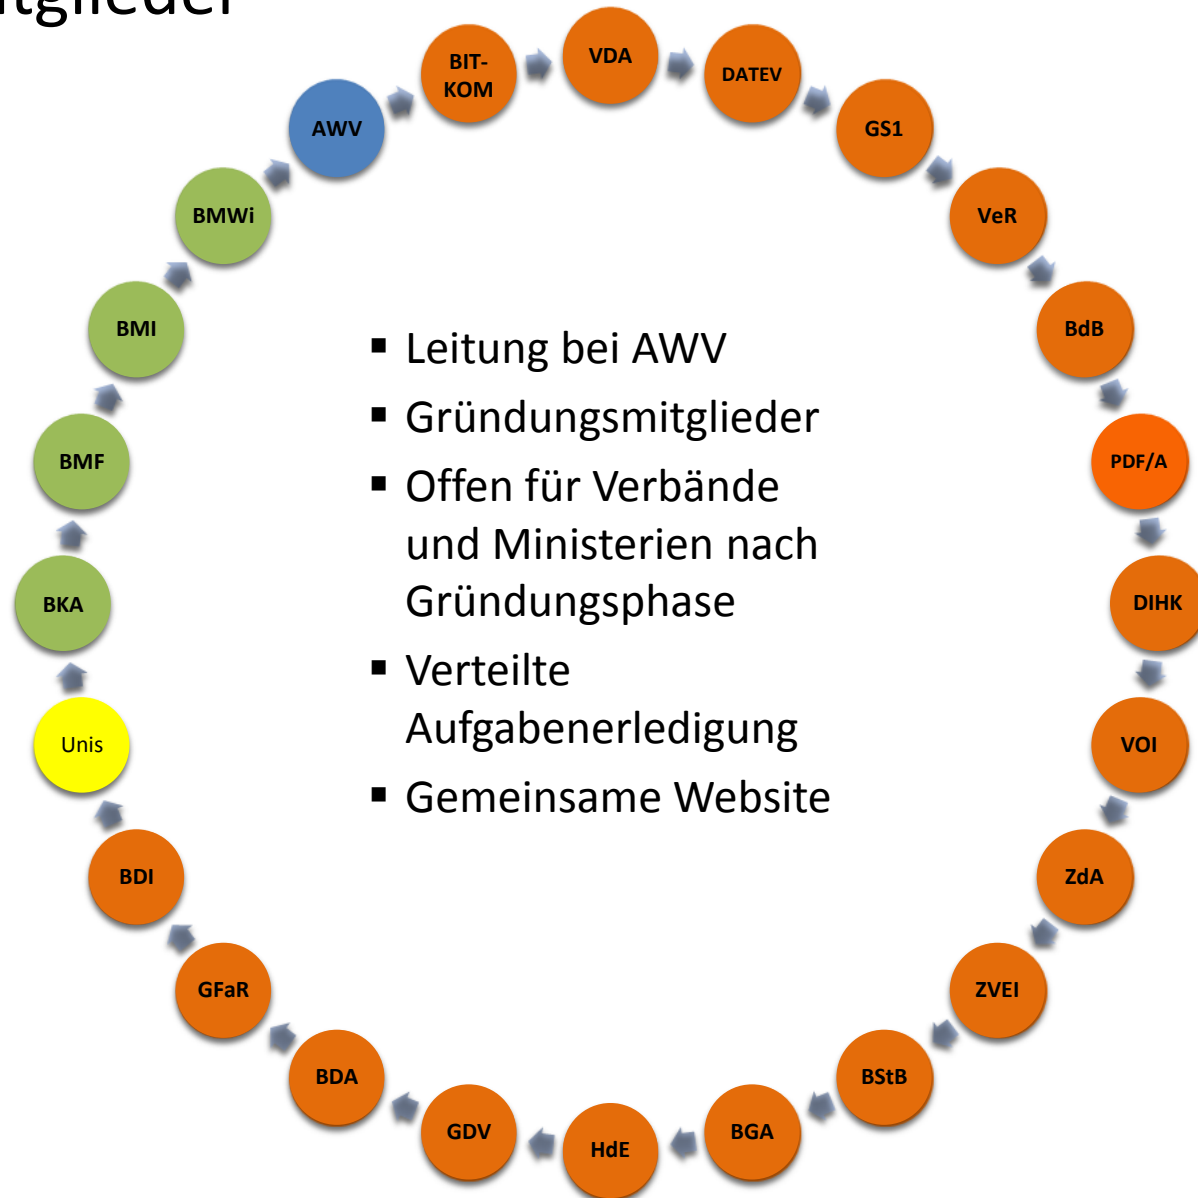 BIT-
KOM
VDA
DATEV
GS1
VeR
BdB
PDF/A
DIHK
VOI
ZdA
ZVEI
BStB
BGA
HdE
GDV
BDA
GFaR
BDI
Unis
BKA
BMF
BMI
BMWi
AWV
▪ Leitung bei AWV
▪ Gründungsmitglieder
▪ Offen für Verbände
und Ministerien nach
Gründungsphase
▪ Verteilte
Aufgabenerledigung
▪ Gemeinsame Website